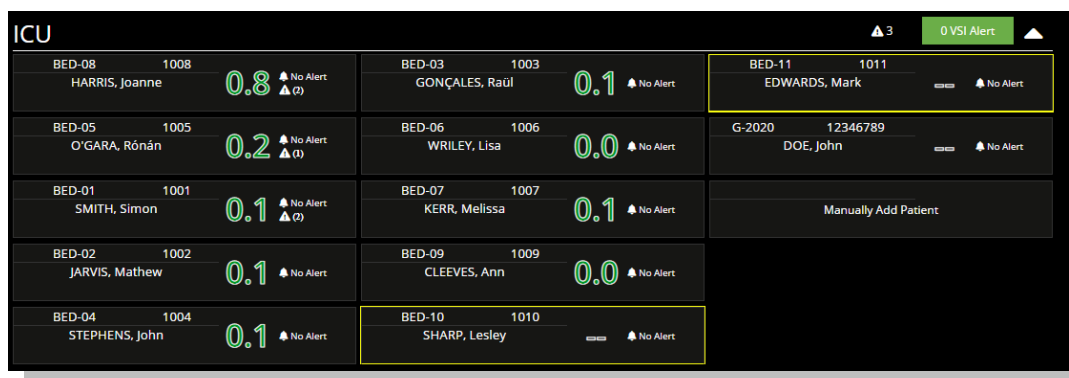 ICU
3
0 VSI Alert
BED-08 1008
HARRIS, Joanne
0.8
No Alert
(2)
BED-05 1005
O'GARA, Rónán
0.2
No Alert
(1)
BED-01 1001
SMITH, Simon
0.1
No Alert
(2)
BED-02 1002
JARVIS, Mathew
0.1
No Alert
BED-04 1004
STEPHENS, John
0.1
No Alert
BED-03 1003
GONÇALES, Raül
0.1
No Alert
BED-06 1006
WRILEY, Lisa
0.0
No Alert
BED-07 1007
KERR, Melissa
0.1
No Alert
BED-09 1009
CLEEVES, Ann
0.0
No Alert
BED-10 1010
SHARP, Lesley
--
No Alert
BED-11 1011
EDWARDS, Mark
--
No Alert
G-2020 12346789
DOE, John
--
No Alert
Manually Add Patient